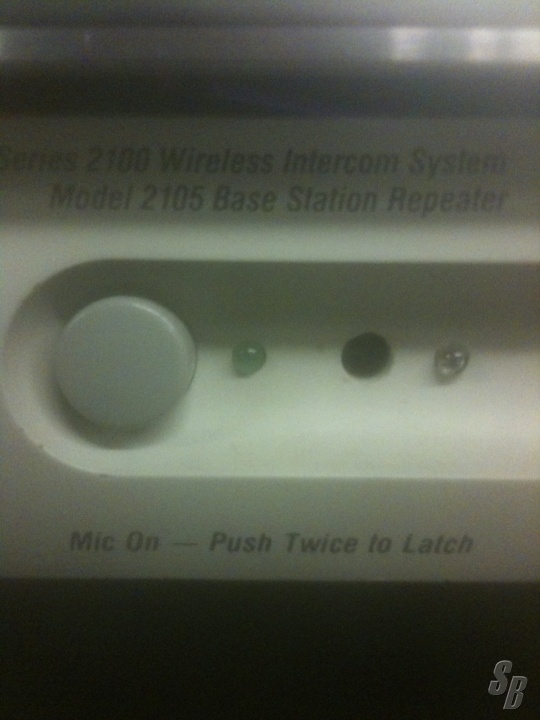 Series 2100 Wireless Intercom System
Model 2105 Base Station Repeater
Mic On — Push Twice to Latch
SB